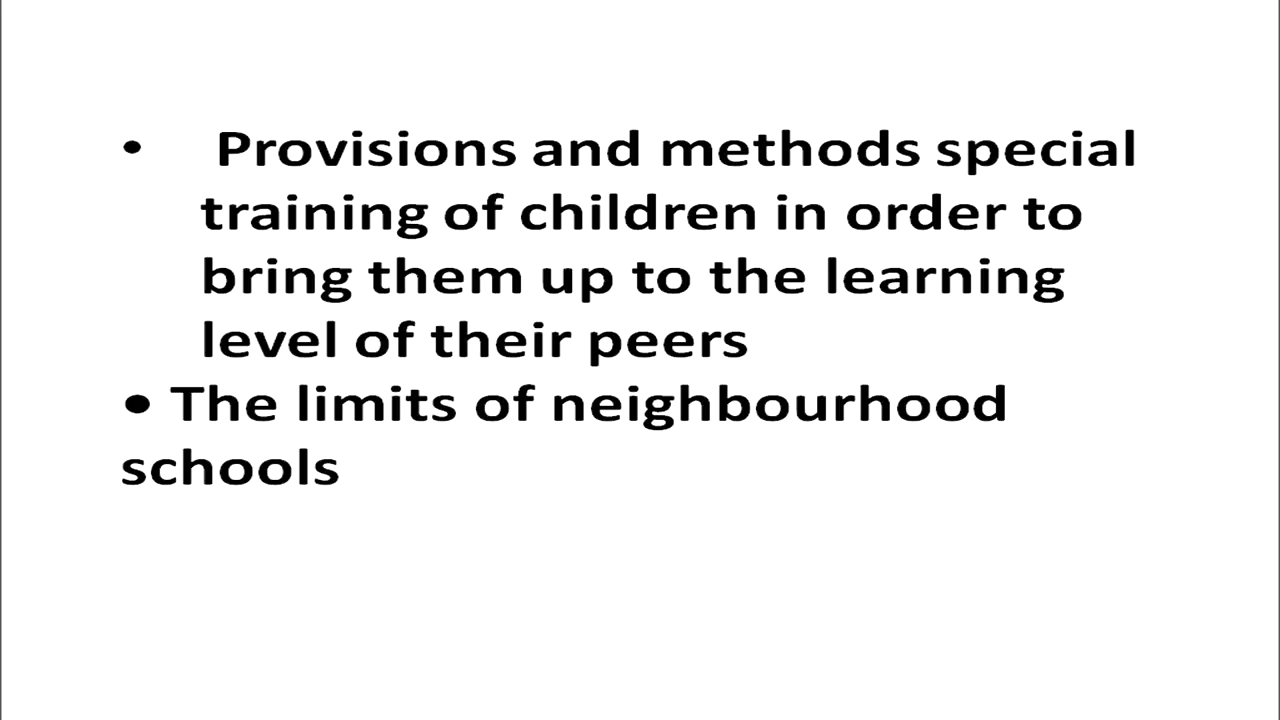 • Provisions and methods special
training of children in order to
bring them up to the learning
level of their peers
• The limits of neighbourhood
schools